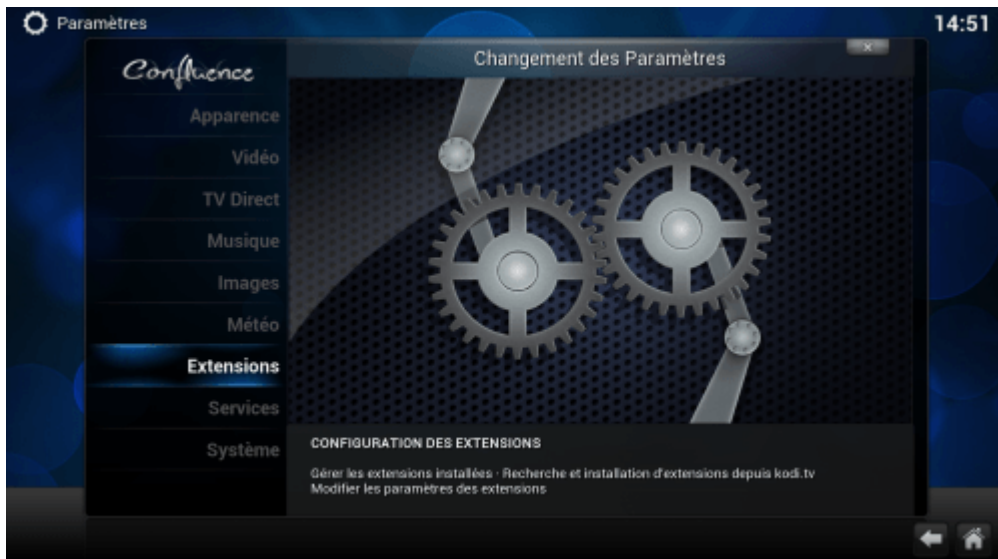 Paramètres
14:51
Changement des Paramètres
Confluence
Apparence
Vidéo
TV Direct
Musique
Images
Météo
Extensions
Services
Système
CONFIGURATION DES EXTENSIONS
Gérer les extensions installées · Recherche et installation d'extensions depuis kodi.tv
Modifier les paramètres des extensions